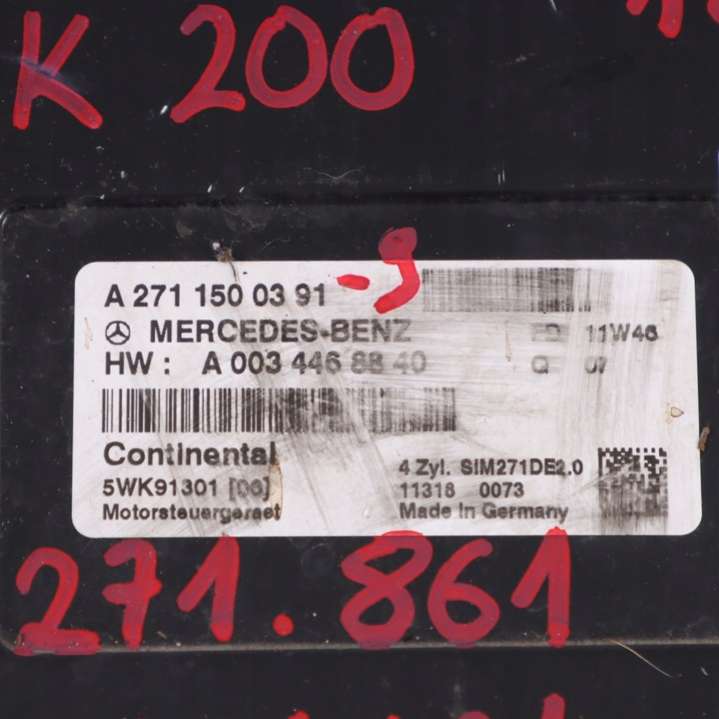 K 200
-9
A 271 150 03 91
MERCEDES-BENZ 11W46
HW : A 003 446 88 40 Q 07
Continental
5WK91301 [06] 4 Zyl. SIM271DE2.0
Motorsteuergeraet 11318 0073
Made In Germany
271.861